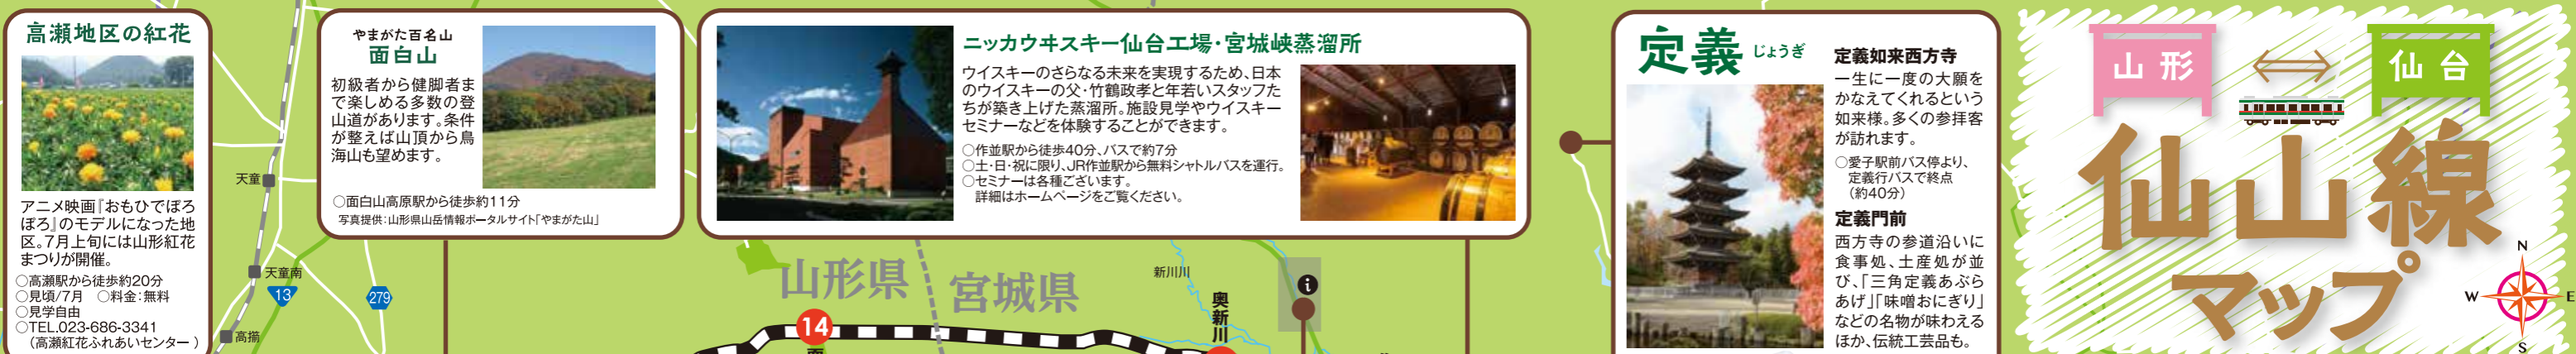 高瀬地区の紅花
アニメ映画『おもひでぽろ
ぽろ』のモデルになった地
区。7月上旬には山形紅花
まつりが開催。
○高瀬駅から徒歩約20分
○見頃/7月 ○料金:無料
○見学自由
○TEL.023-686-3341
(高瀬紅花ふれあいセンター)
天童
天童南
13
高擶
279
やまがた百名山
面白山
初級者から健脚者ま
で楽しめる多数の登
山道があります。条件
が整えば山頂から鳥
海山も望めます。
○面白山高原駅から徒歩約11分
写真提供:山形県山岳情報ポータルサイト「やまがた山」
ニッカウヰスキー仙台工場・宮城峡蒸溜所
ウイスキーのさらなる未来を実現するため、日本
のウイスキーの父・竹鶴政孝と年若いスタッフた
ちが築き上げた蒸溜所。施設見学やウイスキー
セミナーなどを体験することができます。
○作並駅から徒歩40分、バスで約7分
○土・日・祝に限り、JR作並駅から無料シャトルバスを運行。
○セミナーは各種ございます。
詳細はホームページをご覧ください。
山形県
宮城県
14
新川川
奥新川
i
定義 じょうぎ
定義如来西方寺
一生に一度の大願を
かなえてくれるという
如来様。多くの参拝客
が訪れます。
○愛子駅前バス停より、
定義行バスで終点
(約40分)
定義門前
西方寺の参道沿いに
食事処、土産処が並
び、「三角定義あぶら
あげ」「味噌おにぎり」
などの名物が味わえる
ほか、伝統工芸品も。
山形
仙台
仙山線
マップ
N
W
E
S